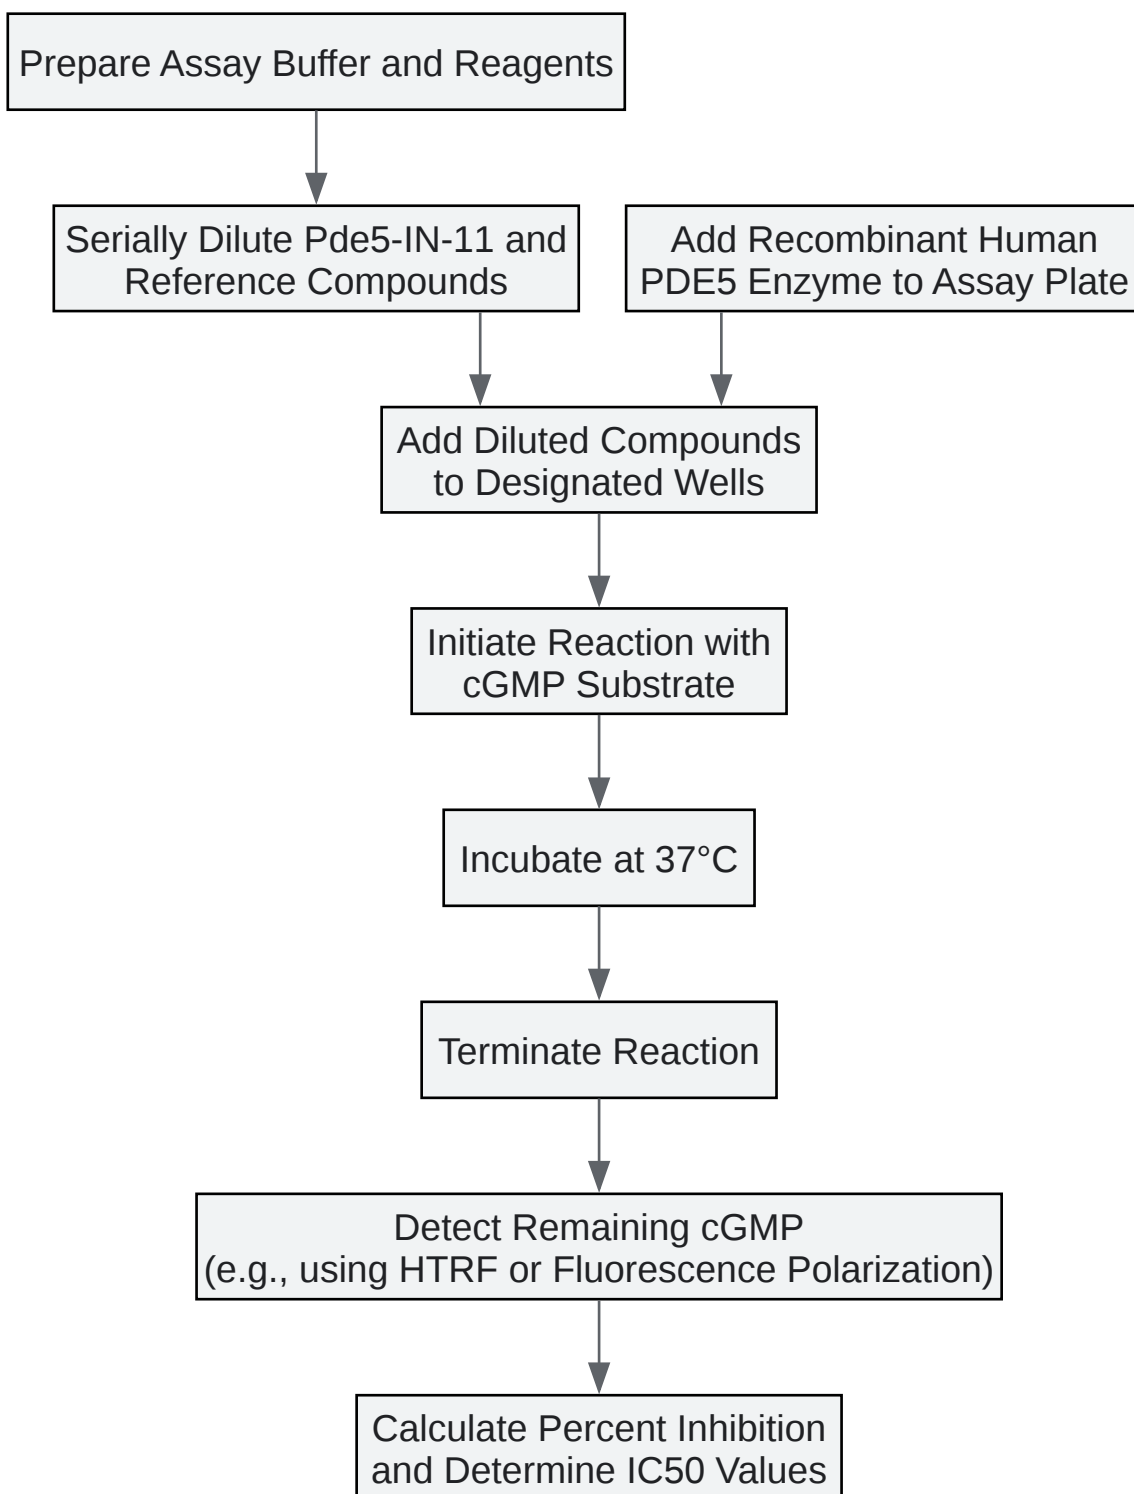 Prepare Assay Buffer and Reagents
Serially Dilute Pde5-IN-11 and
Reference Compounds
Add Recombinant Human
PDE5 Enzyme to Assay Plate
Add Diluted Compounds
to Designated Wells
Initiate Reaction with
cGMP Substrate
Incubate at 37°C
Terminate Reaction
Detect Remaining cGMP
(e.g., using HTRF or Fluorescence Polarization)
Calculate Percent Inhibition
and Determine IC50 Values